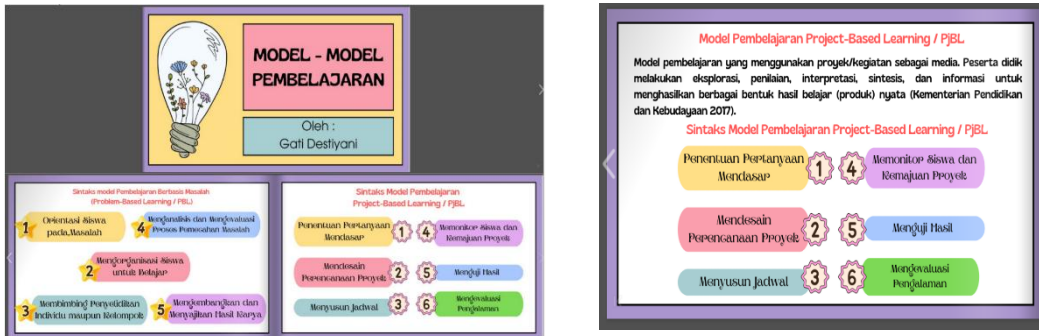 MODEL - MODEL
PEMBELAJARAN
Oleh :
Gati Destiyani
Sintaks model Pembelajaran Berbasis Masalah
(Problem-Based Learning / PBL)
1 Orientasi Siswa
pada Masalah
4 Menganalisis dan Mengevaluasi
Proses Pemecahan Masalah
2 Mengorganisasi Siswa
untuk Belajar
3 Membimbing Penyelidikan
Individu maupun Kelompok
5 Mengembangkan dan
Menyajikan Hasil Karya
Sintaks Model Pembelajaran
Project-Based Learning / PjBL
Penentuan Pertanyaan
Mendasar
1
4
Memonitor Siswa dan
Kemajuan Proyek
Mendesain
Perencanaan Proyek
2
5
Menguji Hasil
Menyusun Jadwal
3
6
Mengevaluasi
Pengalaman
Model Pembelajaran Project-Based Learning / PjBL
Model pembelajaran yang menggunakan proyek/kegiatan sebagai media. Peserta didik
melakukan eksplorasi, penilaian, interpretasi, sintesis, dan informasi untuk
menghasilkan berbagai bentuk hasil belajar (produk) nyata (Kementerian Pendidikan
dan Kebudayaan 2017).
Sintaks Model Pembelajaran Project-Based Learning / PjBL
Penentuan Pertanyaan
Mendasar
1
4
Memonitor Siswa dan
Kemajuan Proyek
Mendesain
Perencanaan Proyek
2
5
Menguji Hasil
Menyusun Jadwal
3
6
Mengevaluasi
Pengalaman